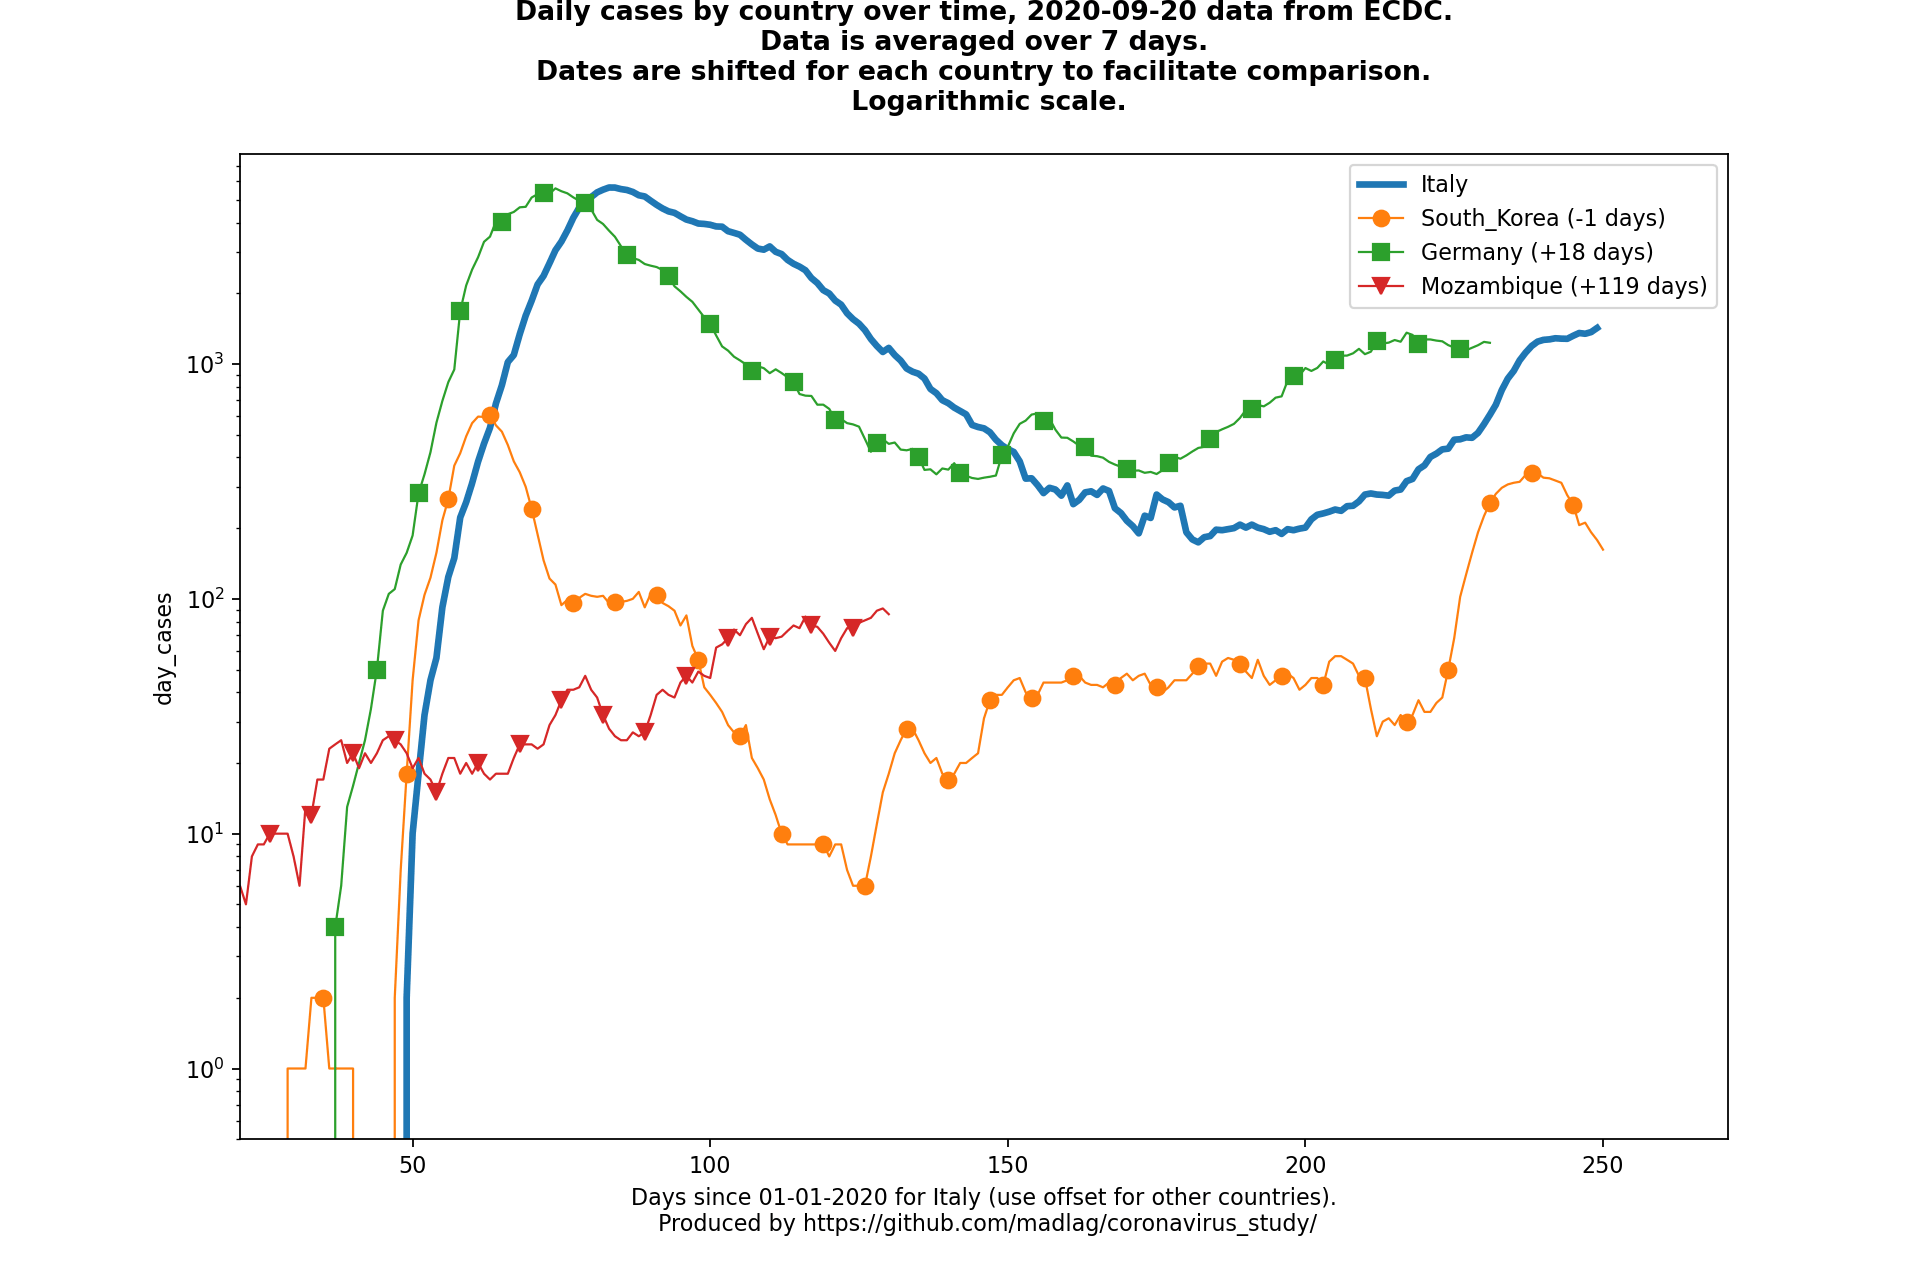 Daily cases by country over time, 2020-09-20 data from ECDC.
Data is averaged over 7 days.
Dates are shifted for each country to facilitate comparison.
Logarithmic scale.
Italy
South_Korea (-1 days)
Germany (+18 days)
Mozambique (+119 days)
day_cases
10³
10²
10¹
10⁰
50
100
150
200
250
Days since 01-01-2020 for Italy (use offset for other countries).
Produced by https://github.com/madlag/coronavirus_study/